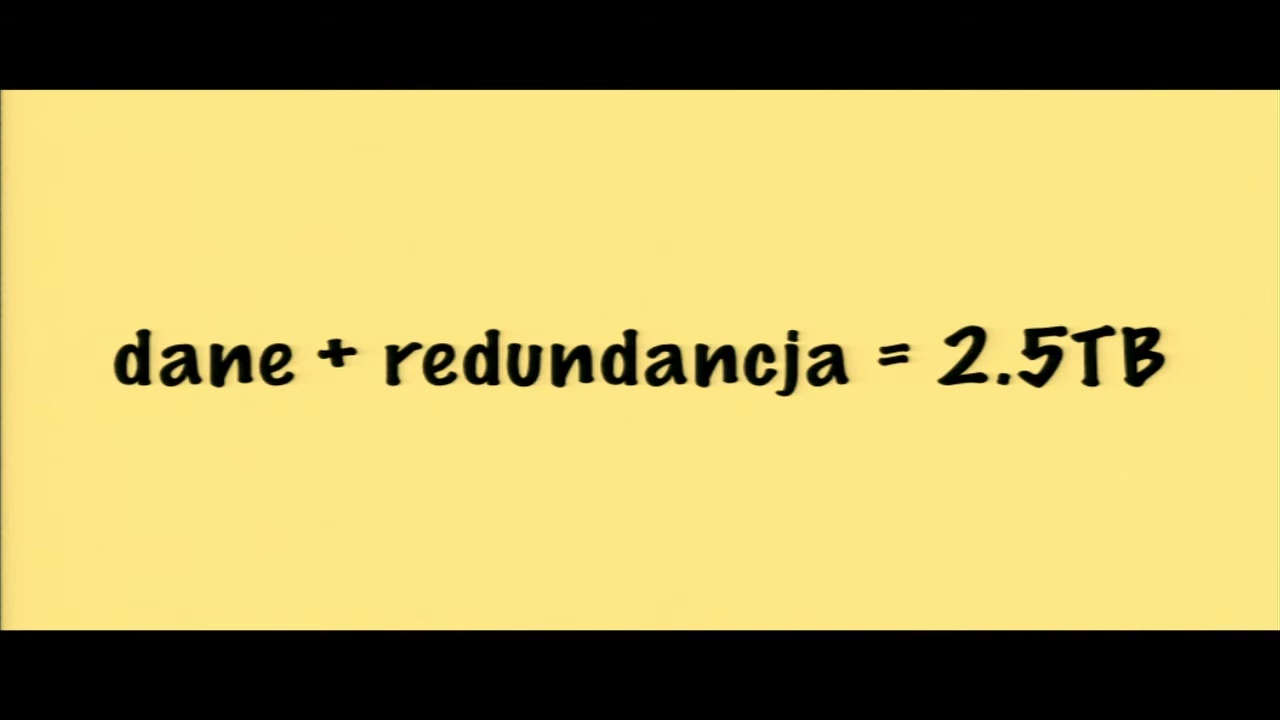 dane + redundancja = 2.5TB